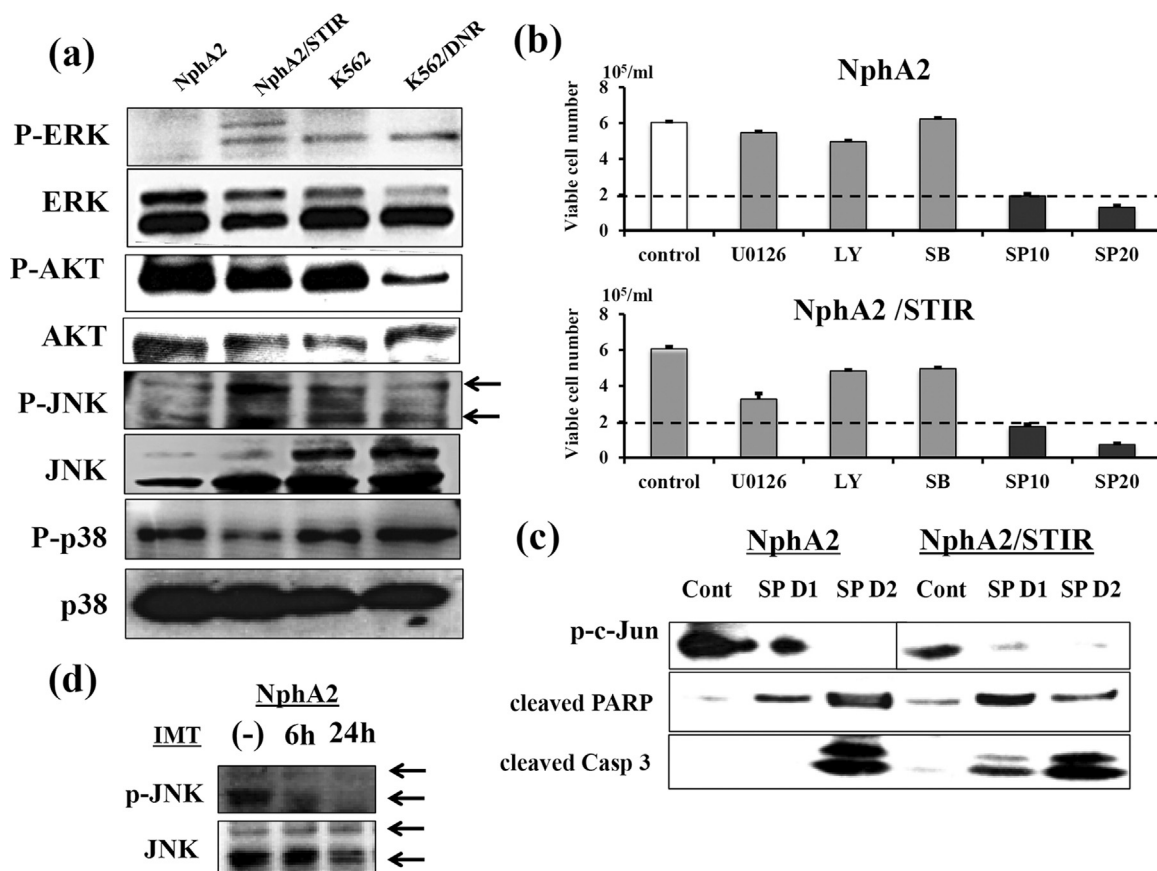 (a)
NphA2 NphA2/STIR K562 K562/DNR
P-ERK
ERK
P-AKT
AKT
P-JNK
JNK
P-p38
p38
(b)
NphA2
10⁵/ml
Viable cell number
6
4
2
0
control U0126 LY SB SP10 SP20
NphA2 /STIR
10⁵/ml
Viable cell number
6
4
2
0
control U0126 LY SB SP10 SP20
(c)
NphA2 NphA2/STIR
Cont SP D1 SP D2 Cont SP D1 SP D2
p-c-Jun
cleaved PARP
cleaved Casp 3
(d)
NphA2
IMT (-) 6h 24h
p-JNK
JNK